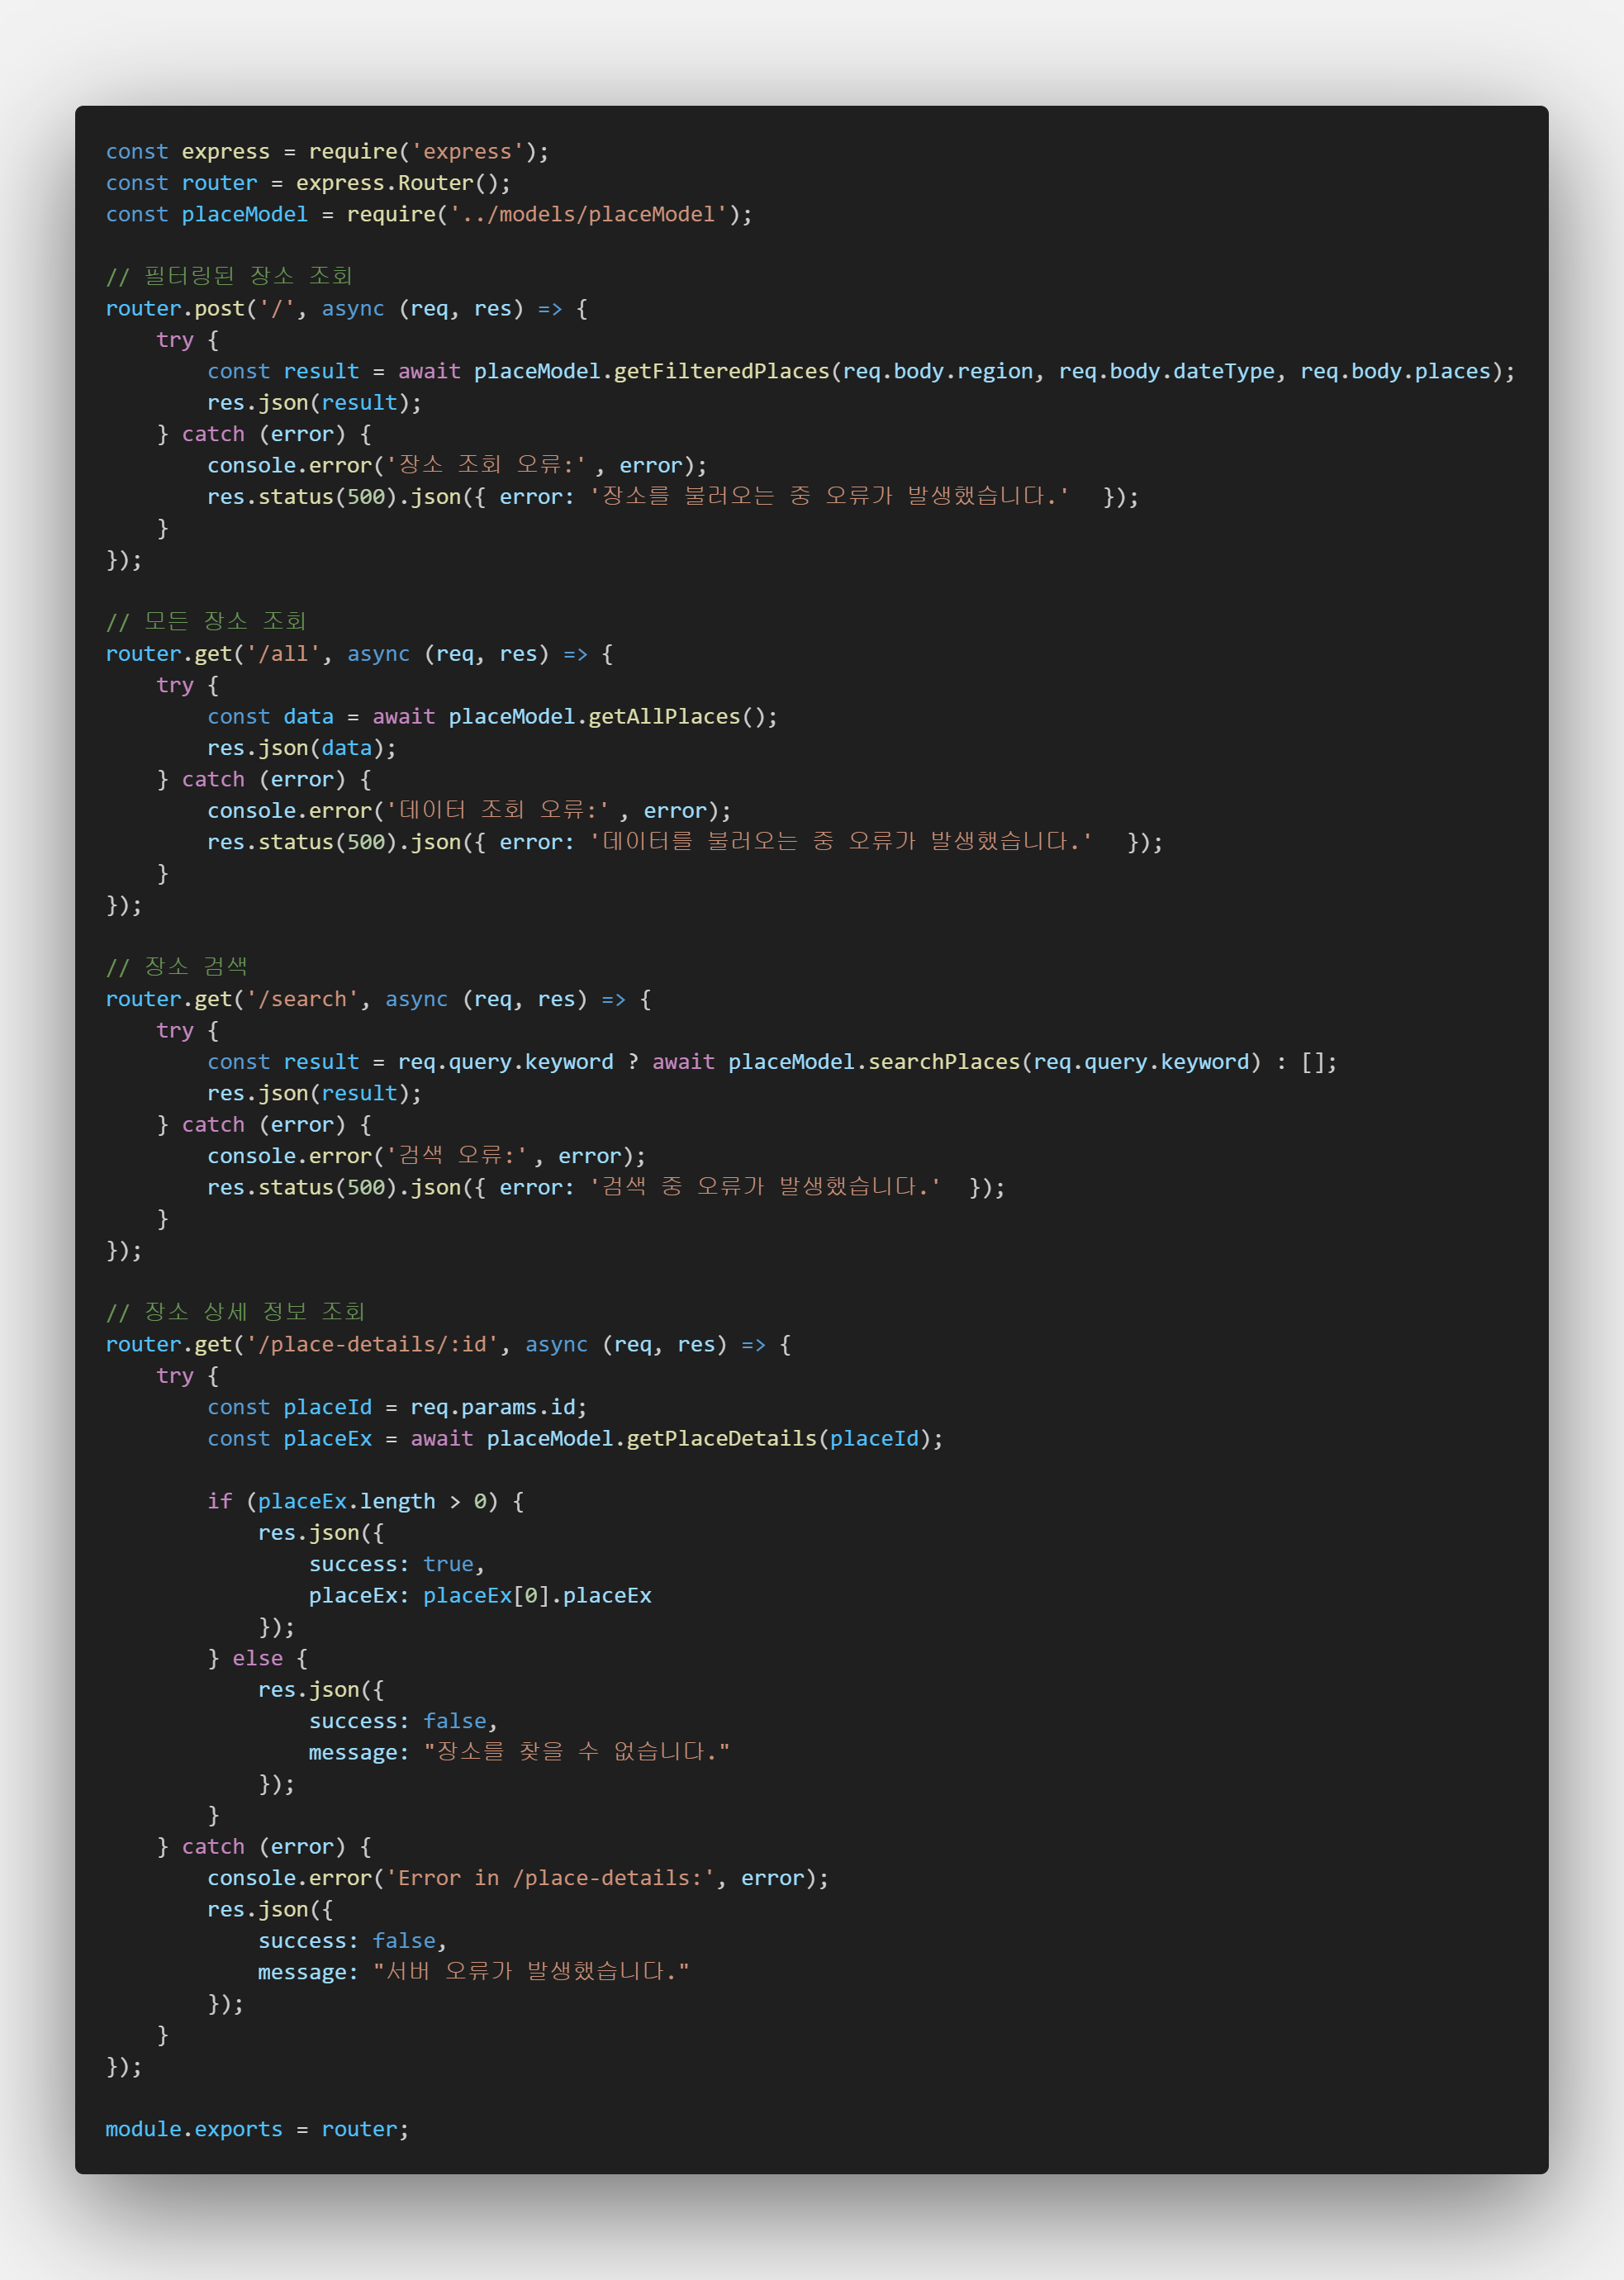 const express = require('express');
const router = express.Router();
const placeModel = require('../models/placeModel');

// 필터링된 장소 조회
router.post('/', async (req, res) => {
    try {
        const result = await placeModel.getFilteredPlaces(req.body.region, req.body.dateType, req.body.places);
        res.json(result);
    } catch (error) {
        console.error('장소 조회 오류:', error);
        res.status(500).json({ error: '장소를 불러오는 중 오류가 발생했습니다.' });
    }
});

// 모든 장소 조회
router.get('/all', async (req, res) => {
    try {
        const data = await placeModel.getAllPlaces();
        res.json(data);
    } catch (error) {
        console.error('데이터 조회 오류:', error);
        res.status(500).json({ error: '데이터를 불러오는 중 오류가 발생했습니다.' });
    }
});

// 장소 검색
router.get('/search', async (req, res) => {
    try {
        const result = req.query.keyword ? await placeModel.searchPlaces(req.query.keyword) : [];
        res.json(result);
    } catch (error) {
        console.error('검색 오류:', error);
        res.status(500).json({ error: '검색 중 오류가 발생했습니다.' });
    }
});

// 장소 상세 정보 조회
router.get('/place-details/:id', async (req, res) => {
    try {
        const placeId = req.params.id;
        const placeEx = await placeModel.getPlaceDetails(placeId);

        if (placeEx.length > 0) {
            res.json({
                success: true,
                placeEx: placeEx[0].placeEx
            });
        } else {
            res.json({
                success: false,
                message: "장소를 찾을 수 없습니다."
            });
        }
    } catch (error) {
        console.error('Error in /place-details:', error);
        res.json({
            success: false,
            message: "서버 오류가 발생했습니다."
        });
    }
});

module.exports = router;